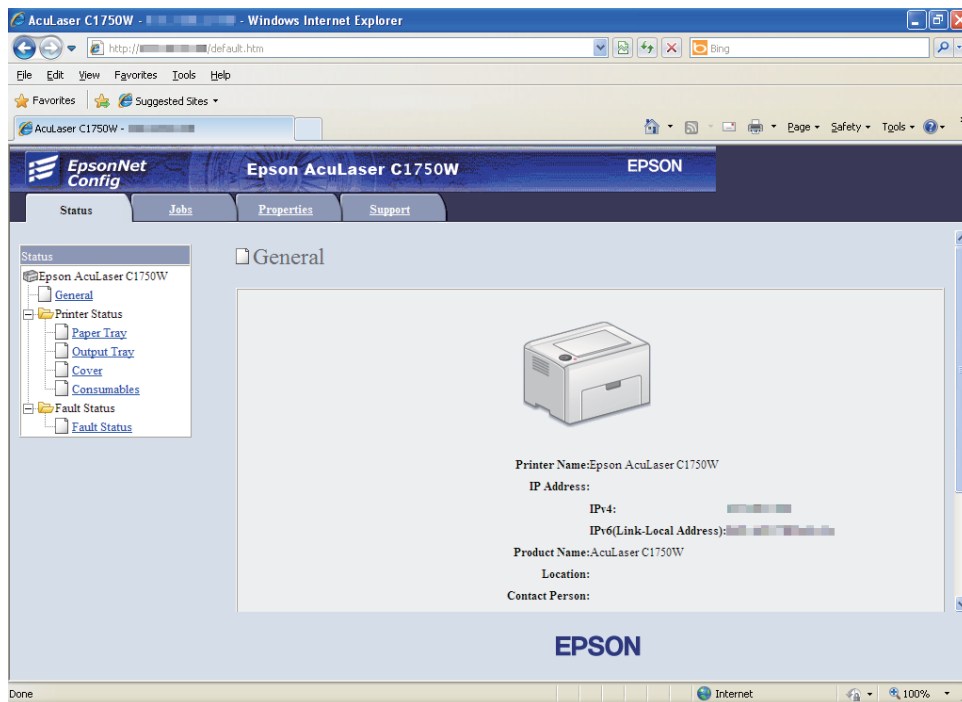 AcuLaser C1750W - - Windows Internet Explorer
http:// /default.htm
Bing
File Edit View Favorites Tools Help
Favorites Suggested Sites
AcuLaser C1750W -
Page Safety Tools
EpsonNet
Config
Epson AcuLaser C1750W
EPSON
Status Jobs Properties Support
Status
Epson AcuLaser C1750W
General
Printer Status
Paper Tray
Output Tray
Cover
Consumables
Fault Status
Fault Status
General
Printer Name:Epson AcuLaser C1750W
IP Address:
IPv4:
IPv6(Link-Local Address):
Product Name:AcuLaser C1750W
Location:
Contact Person:
EPSON
Done
Internet
100%